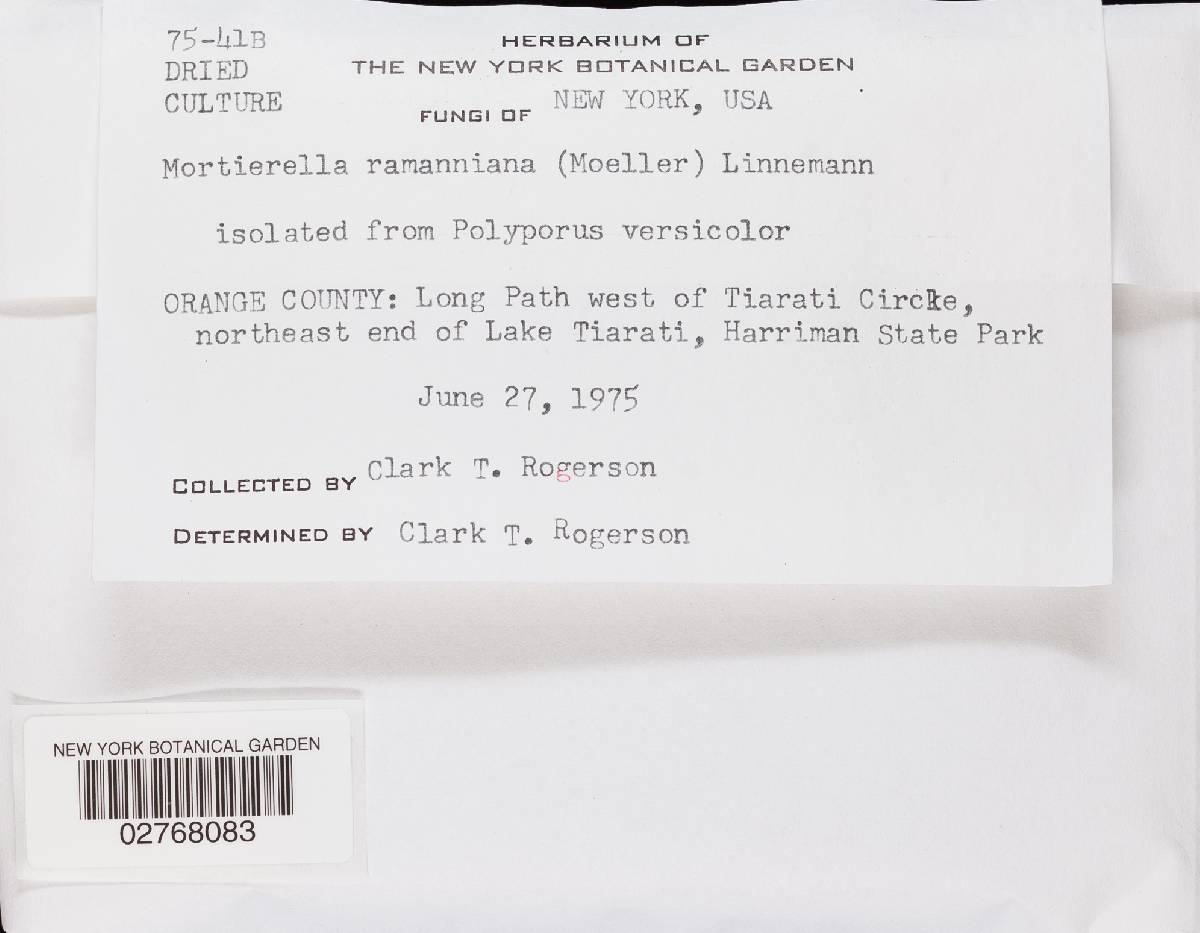 75-41B
DRIED
CULTURE
HERBARIUM OF
THE NEW YORK BOTANICAL GARDEN
FUNGI OF NEW YORK, USA
Mortierella ramanniana (Moeller) Linnemann
isolated from Polyporus versicolor
ORANGE COUNTY: Long Path west of Tiarati Circle,
northeast end of Lake Tiarati, Harriman State Park
June 27, 1975
COLLECTED BY Clark T. Rogerson
DETERMINED BY Clark T. Rogerson
NEW YORK BOTANICAL GARDEN
02768083